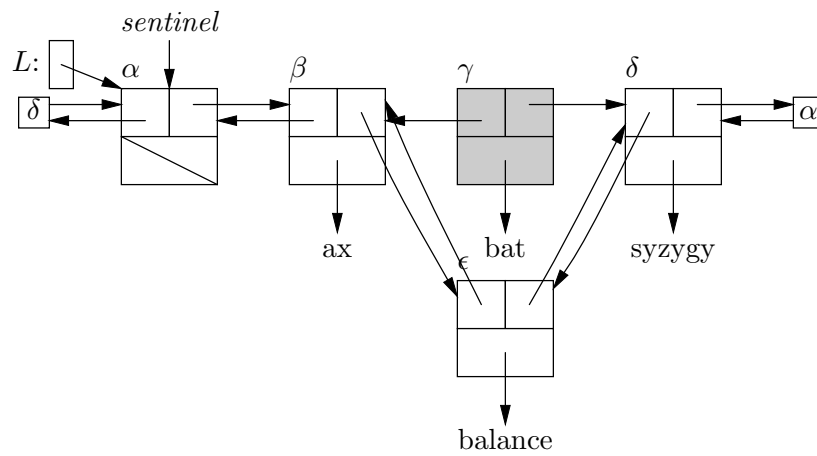 sentinel
L:
α β γ δ
δ α
ax bat syzygy
ϵ
balance